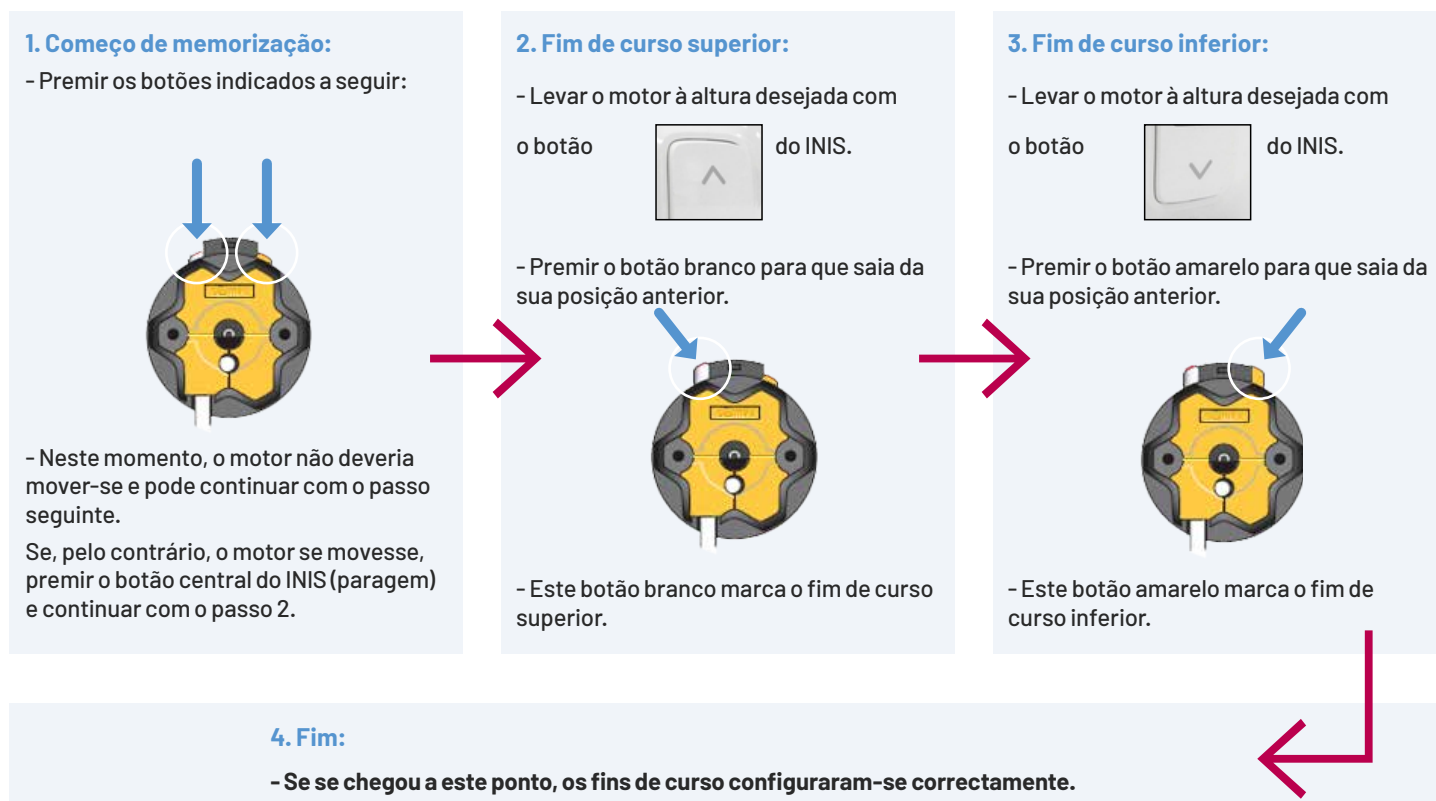 1. Começo de memorização:
- Premir os botões indicados a seguir:
- Neste momento, o motor não deveria
mover-se e pode continuar com o passo
seguinte.
Se, pelo contrário, o motor se movesse,
premir o botão central do INIS (paragem)
e continuar com o passo 2.
2. Fim de curso superior:
- Levar o motor à altura desejada com
o botão do INIS.
- Premir o botão branco para que saia da
sua posição anterior.
- Este botão branco marca o fim de curso
superior.
3. Fim de curso inferior:
- Levar o motor à altura desejada com
o botão do INIS.
- Premir o botão amarelo para que saia da
sua posição anterior.
- Este botão amarelo marca o fim de
curso inferior.
4. Fim:
- Se se chegou a este ponto, os fins de curso configuraram-se correctamente.